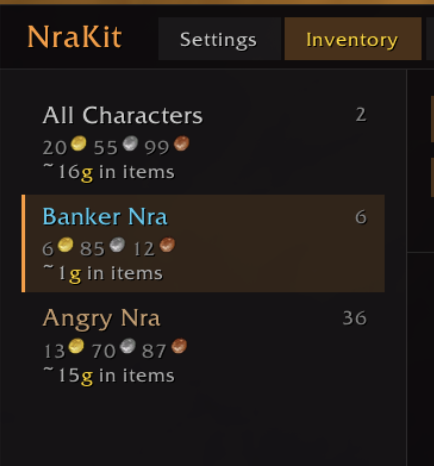 NraKit
Settings
Inventory
All Characters 2
20 55 99
~16g in items
Banker Nra 6
6 85 12
~1g in items
Angry Nra 36
13 70 87
~15g in items